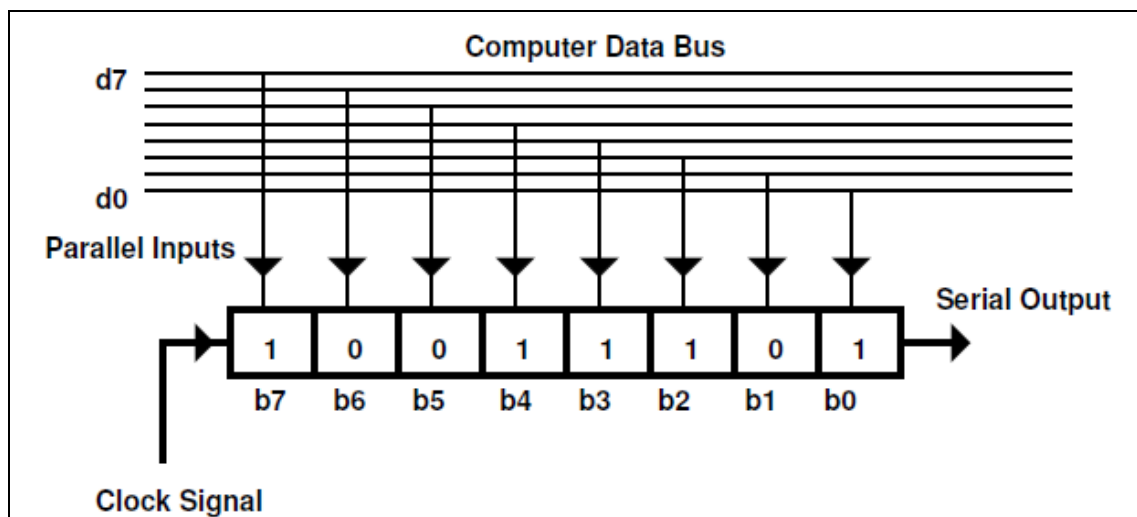 Computer Data Bus
d7
d0
Parallel Inputs
Serial Output
1 0 0 1 1 1 0 1
b7 b6 b5 b4 b3 b2 b1 b0
Clock Signal